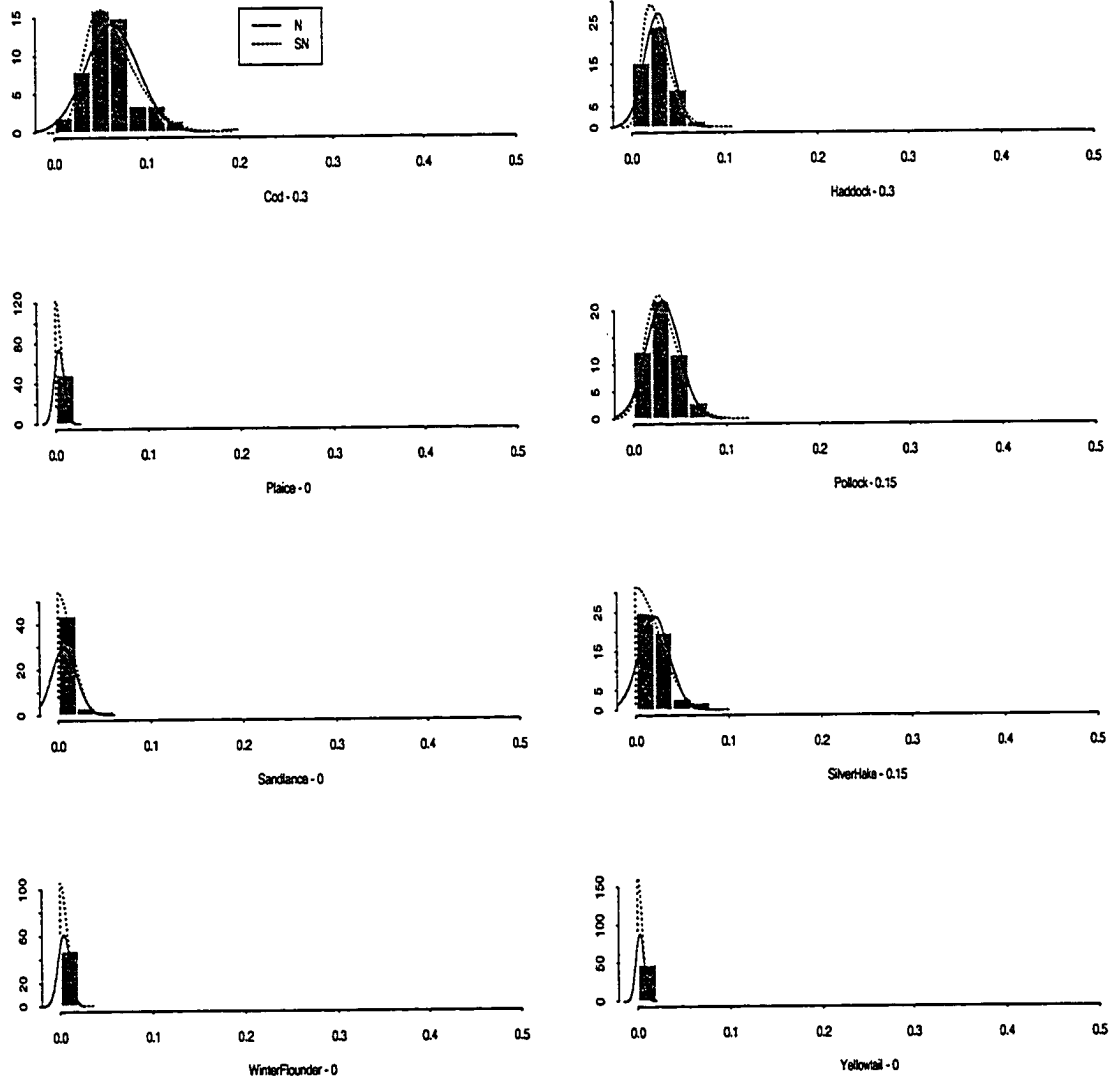 15
10
5
0
N
SN
0.0 0.1 0.2 0.3 0.4 0.5
Cod - 0.3
25
15
5
0
0.0 0.1 0.2 0.3 0.4 0.5
Haddock - 0.3
120
80
40
0
0.0 0.1 0.2 0.3 0.4 0.5
Plaice - 0
20
15
10
5
0
0.0 0.1 0.2 0.3 0.4 0.5
Pollock - 0.15
40
20
0
0.0 0.1 0.2 0.3 0.4 0.5
Sandlance - 0
25
15
5
0
0.0 0.1 0.2 0.3 0.4 0.5
SilverHake - 0.15
100
60
20
0
0.0 0.1 0.2 0.3 0.4 0.5
WinterFlounder - 0
150
100
50
0
0.0 0.1 0.2 0.3 0.4 0.5
Yellowtail - 0